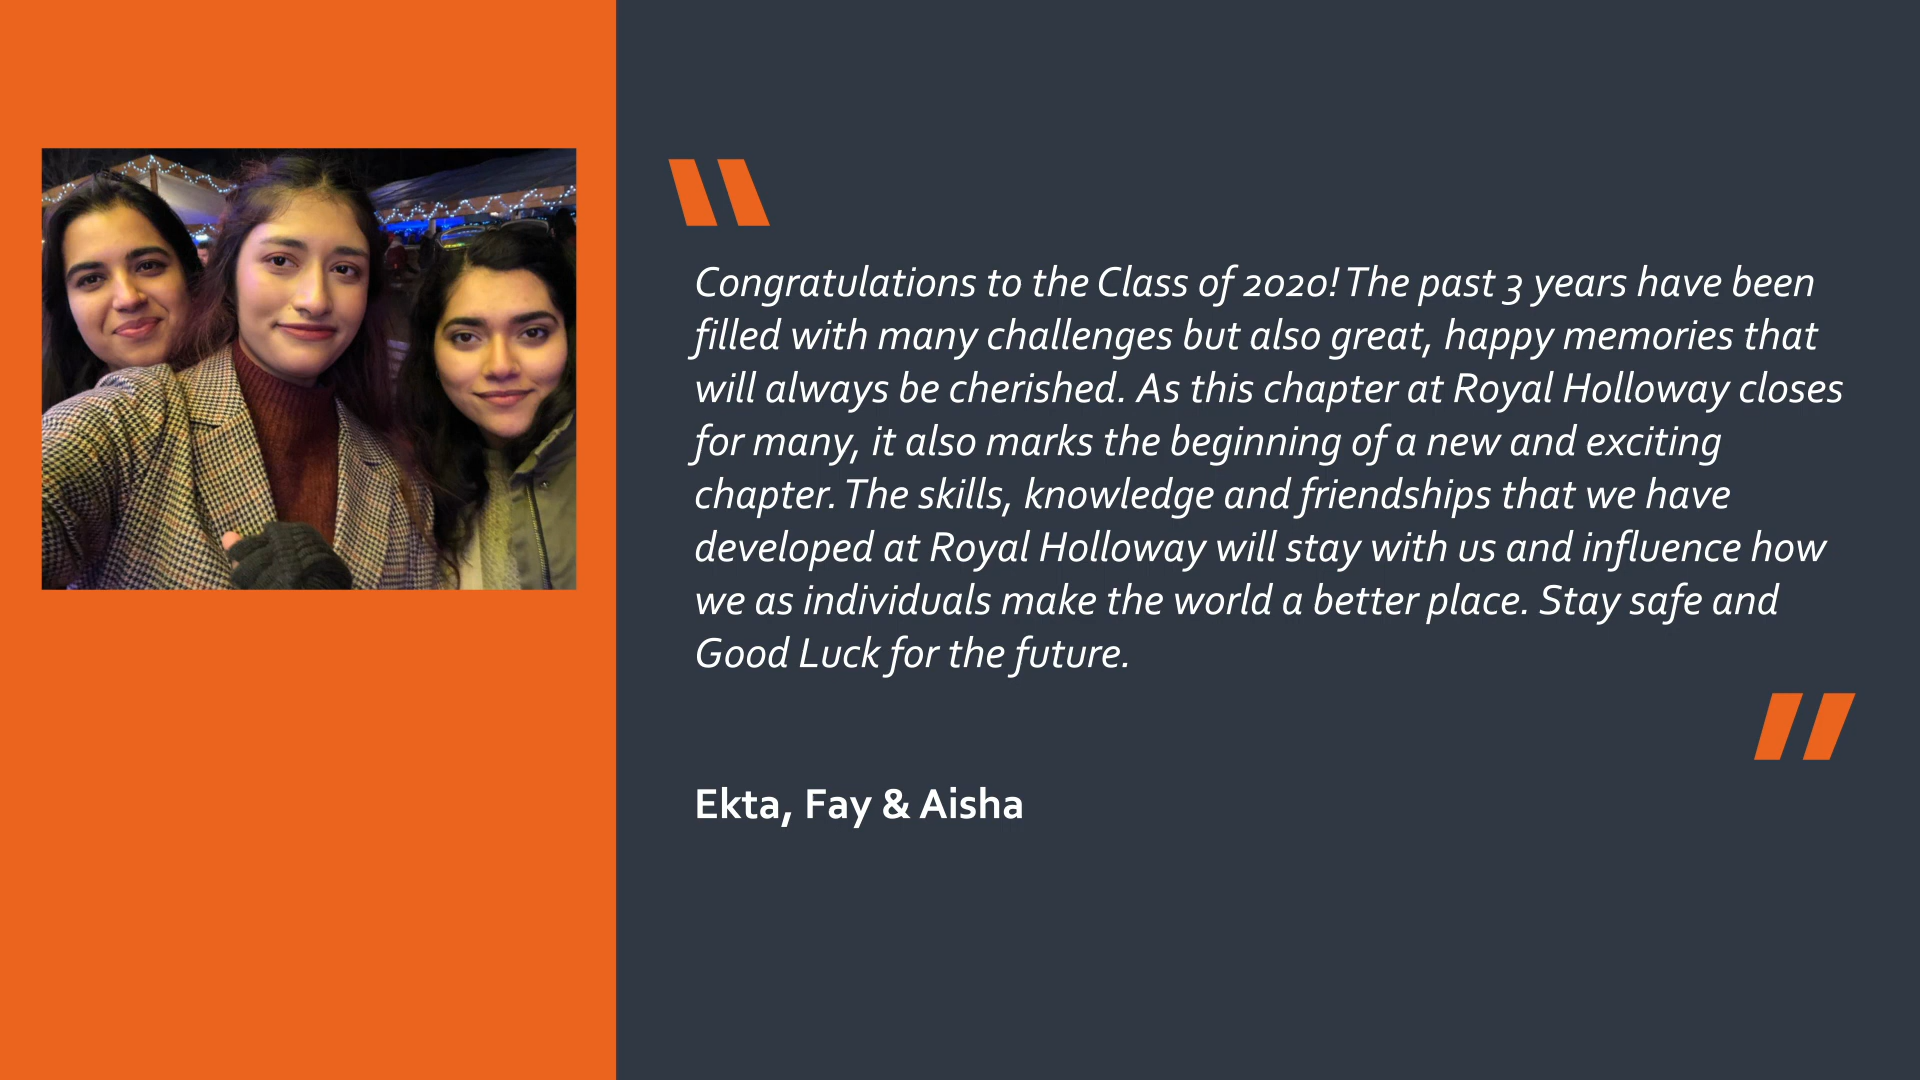 Congratulations to the Class of 2020! The past 3 years have been
filled with many challenges but also great, happy memories that
will always be cherished. As this chapter at Royal Holloway closes
for many, it also marks the beginning of a new and exciting
chapter. The skills, knowledge and friendships that we have
developed at Royal Holloway will stay with us and influence how
we as individuals make the world a better place. Stay safe and
Good Luck for the future.
Ekta, Fay & Aisha